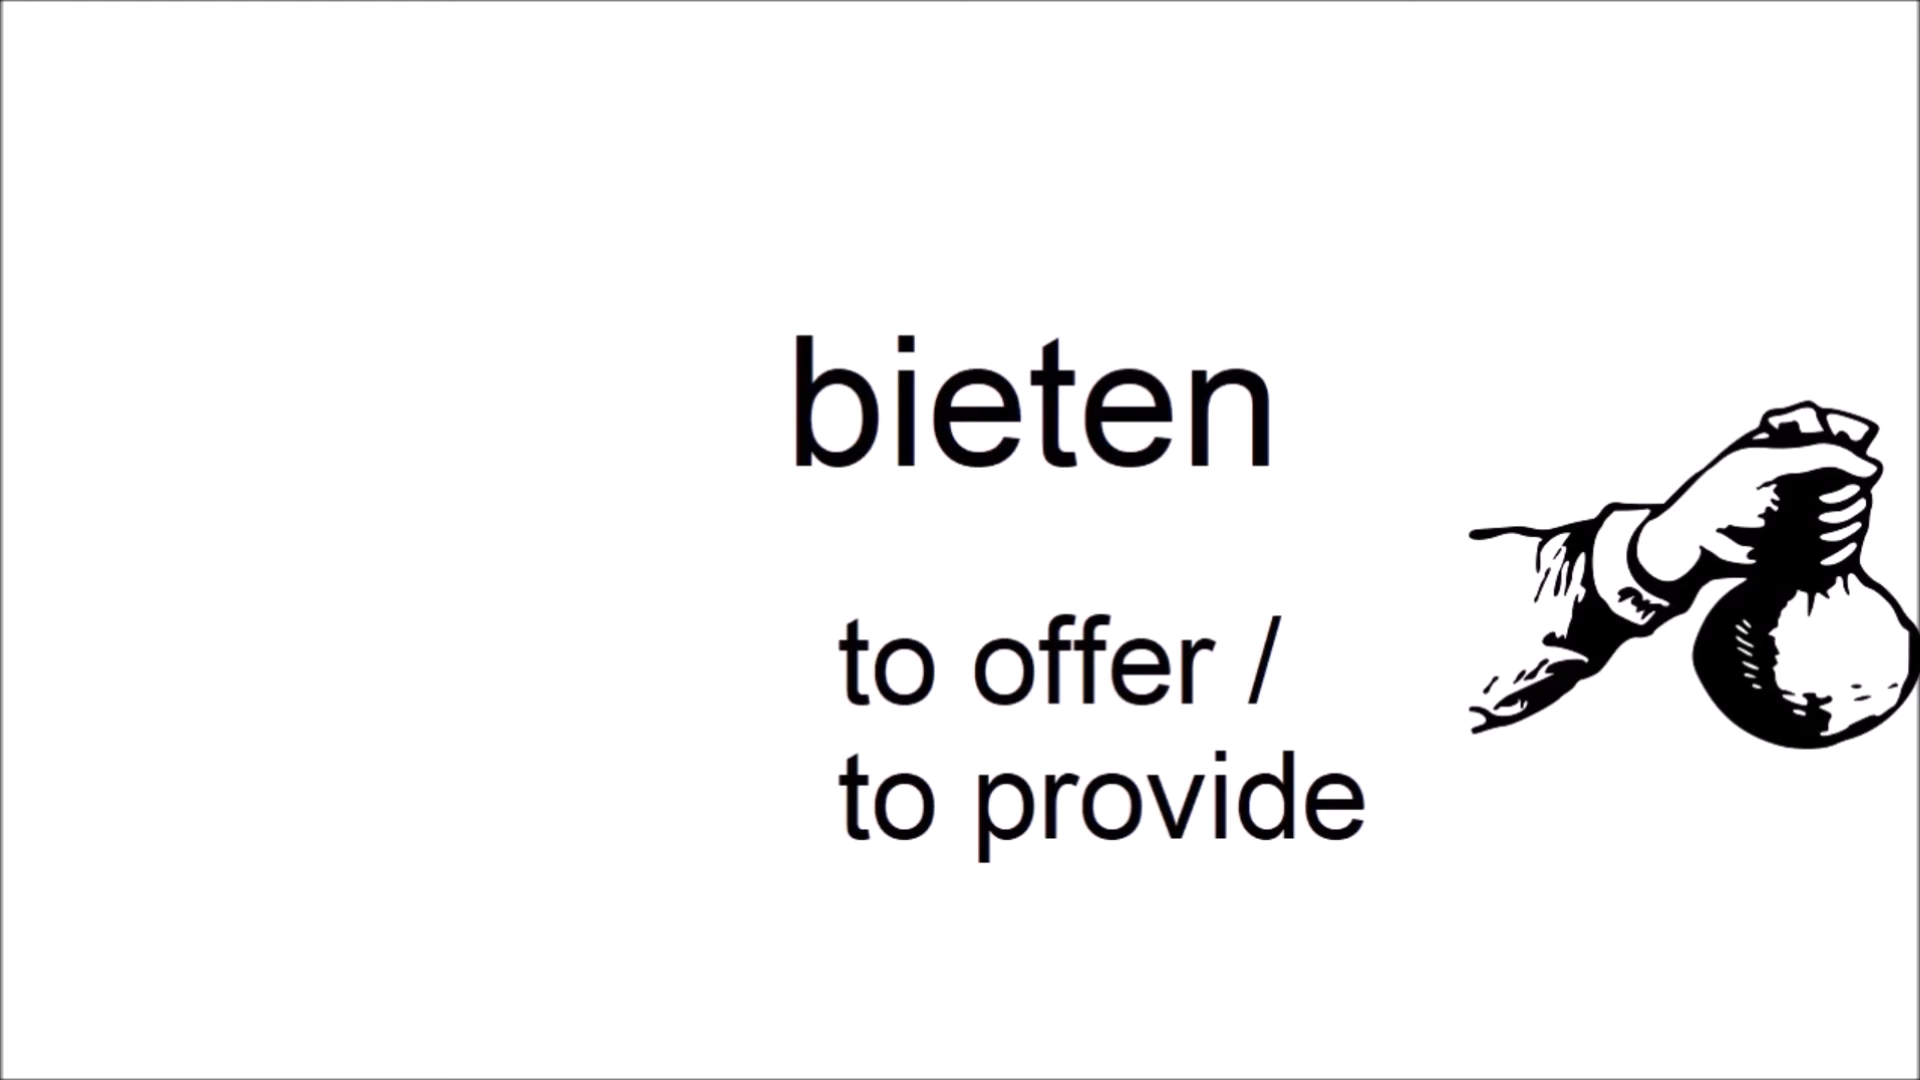 bieten
to offer /
to provide